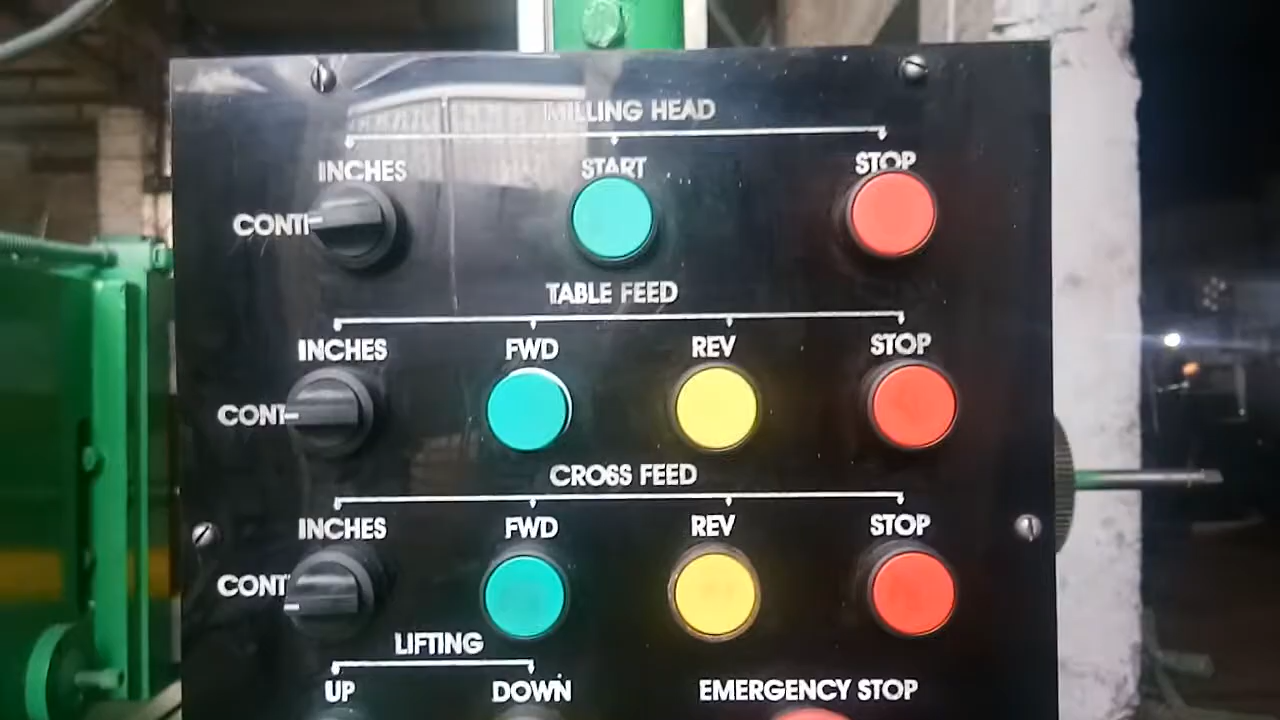 MILLING HEAD
INCHES START STOP
CONTI
TABLE FEED
INCHES FWD REV STOP
CONT
CROSS FEED
INCHES FWD REV STOP
CONT
LIFTING
UP DOWN EMERGENCY STOP